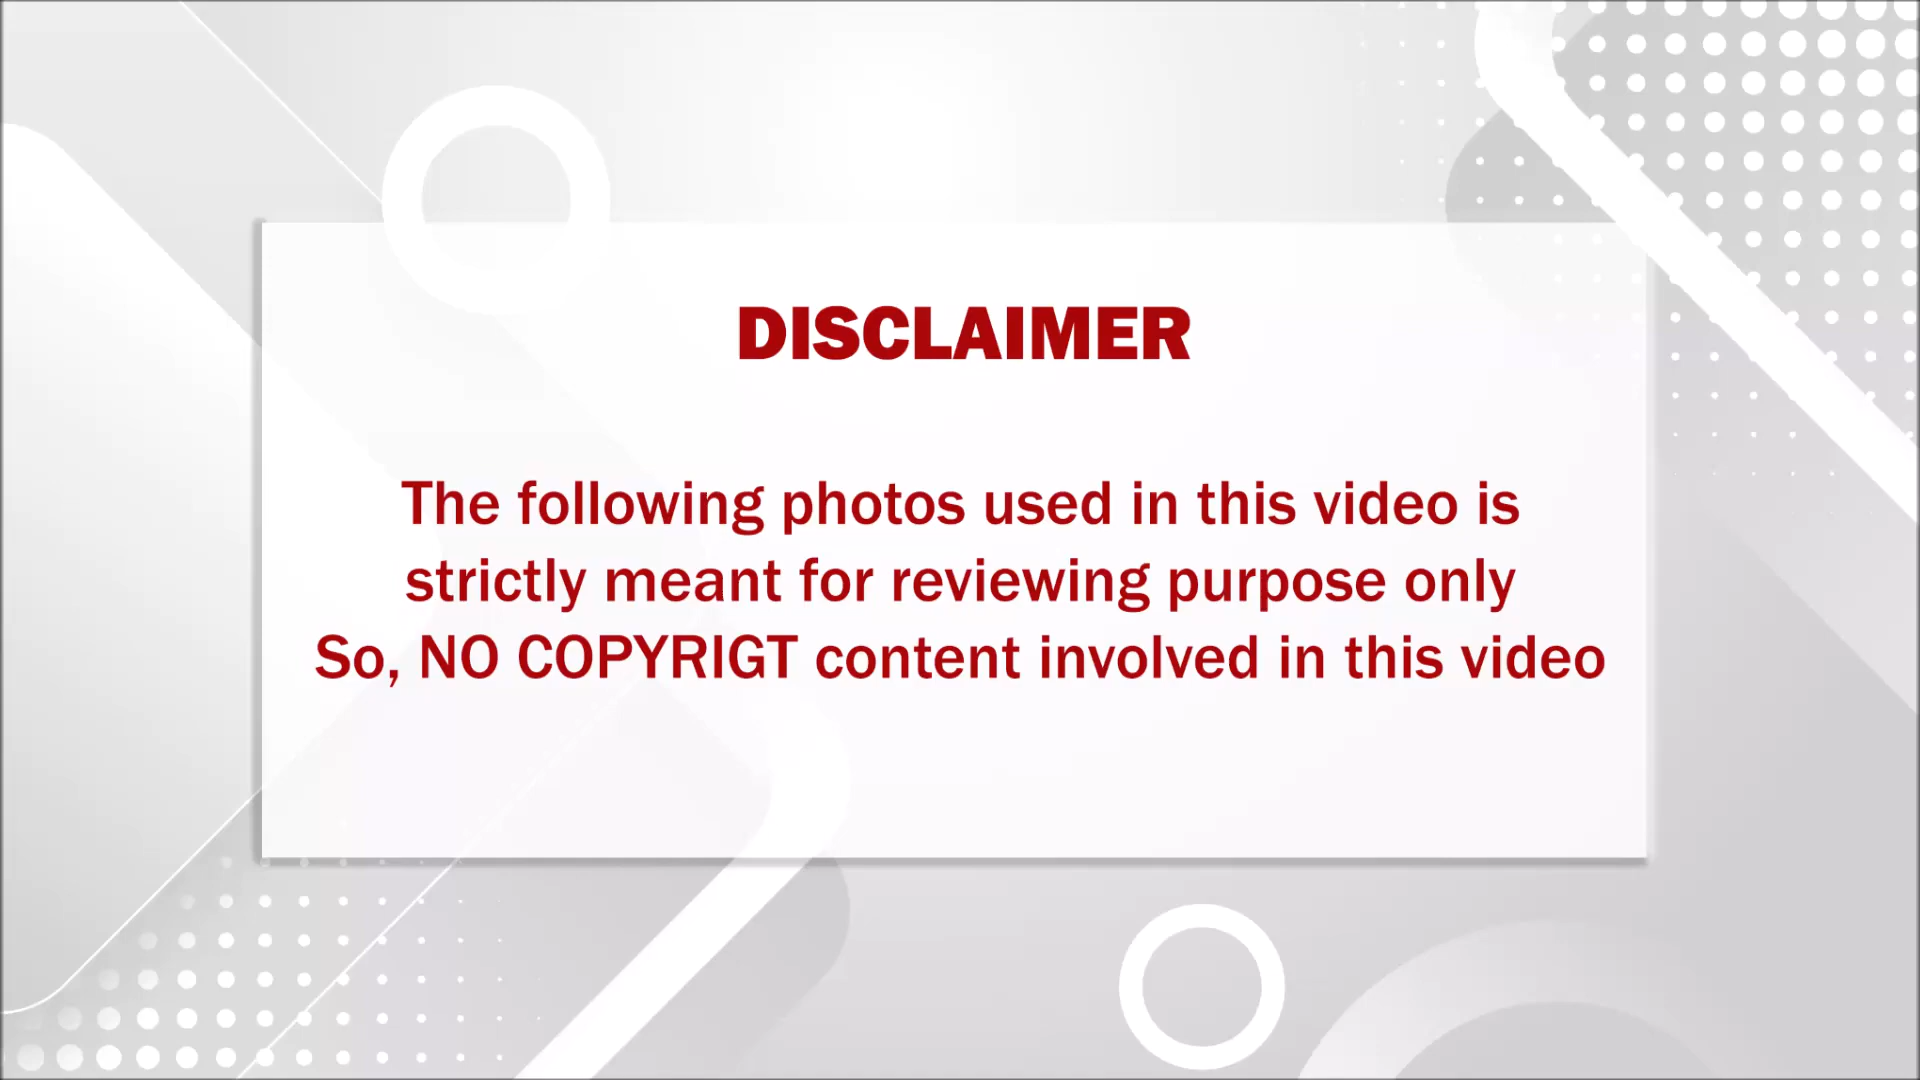 DISCLAIMER
The following photos used in this video is
strictly meant for reviewing purpose only
So, NO COPYRIGT content involved in this video